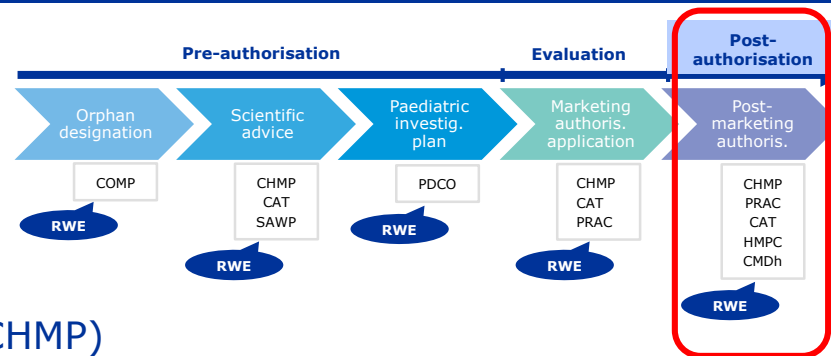 Pre-authorisation
Evaluation
Post-
authorisation
Orphan
designation
Scientific
advice
Paediatric
investig.
plan
Marketing
authoris.
application
Post-
marketing
authoris.
COMP
RWE
CHMP
CAT
SAWP
RWE
PDCO
RWE
CHMP
CAT
PRAC
RWE
CHMP
PRAC
CAT
HMPC
CMDh
RWE
CHMP)